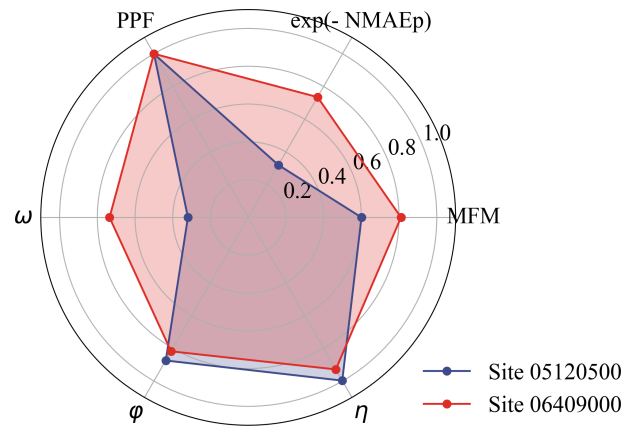 PPF
exp(- NMAEp)
1.0
0.8
0.6
0.4
0.2
ω
MFM
φ
η
Site 05120500
Site 06409000